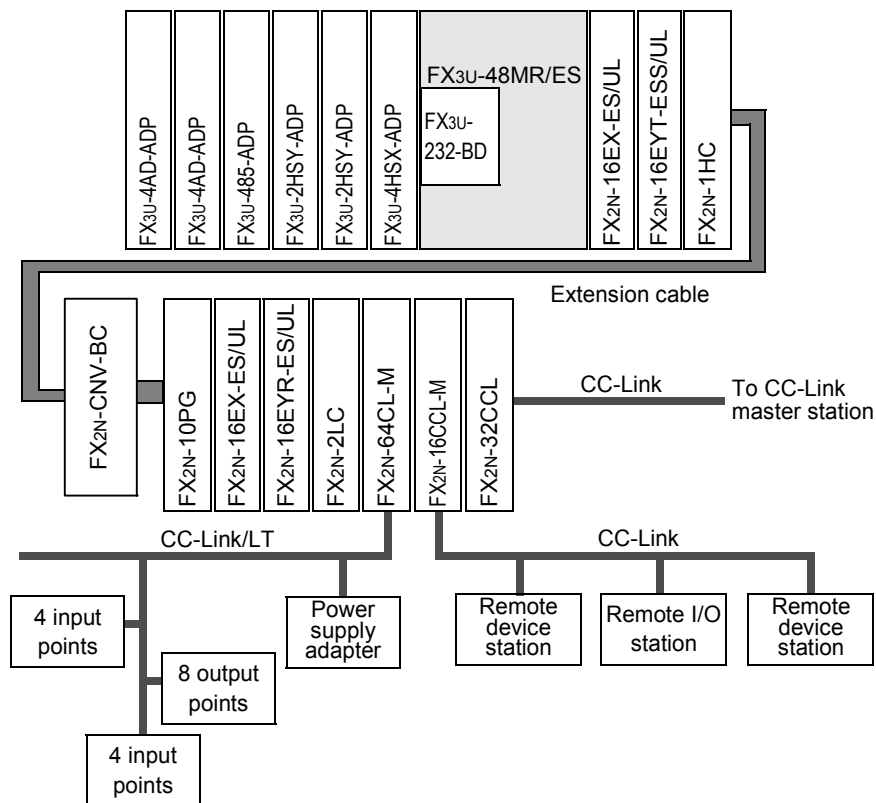 FX3U-4AD-ADP
FX3U-4AD-ADP
FX3U-485-ADP
FX3U-2HSY-ADP
FX3U-2HSY-ADP
FX3U-4HSX-ADP
FX3U-48MR/ES
FX3U-
232-BD
FX2N-16EX-ES/UL
FX2N-16EYT-ESS/UL
FX2N-1HC
Extension cable
FX2N-CNV-BC
FX2N-10PG
FX2N-16EX-ES/UL
FX2N-16EYR-ES/UL
FX2N-2LC
FX2N-64CL-M
FX2N-16CCL-M
FX2N-32CCL
CC-Link
To CC-Link
master station
CC-Link/LT
CC-Link
4 input
points
8 output
points
4 input
points
Power
supply
adapter
Remote
device
station
Remote I/O
station
Remote
device
station